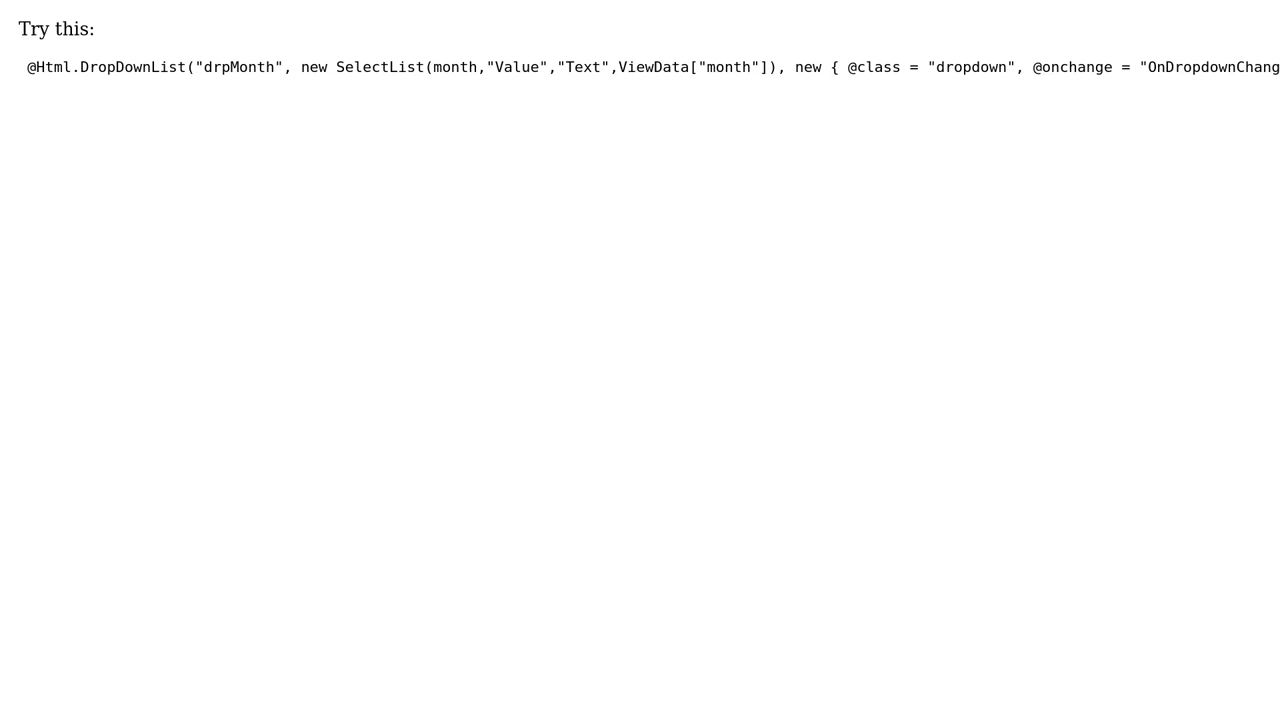 Try this:
@Html.DropDownList("drpMonth", new SelectList(month,"Value","Text",ViewData["month"]), new { @class = "dropdown", @onchange = "OnDropdownChang